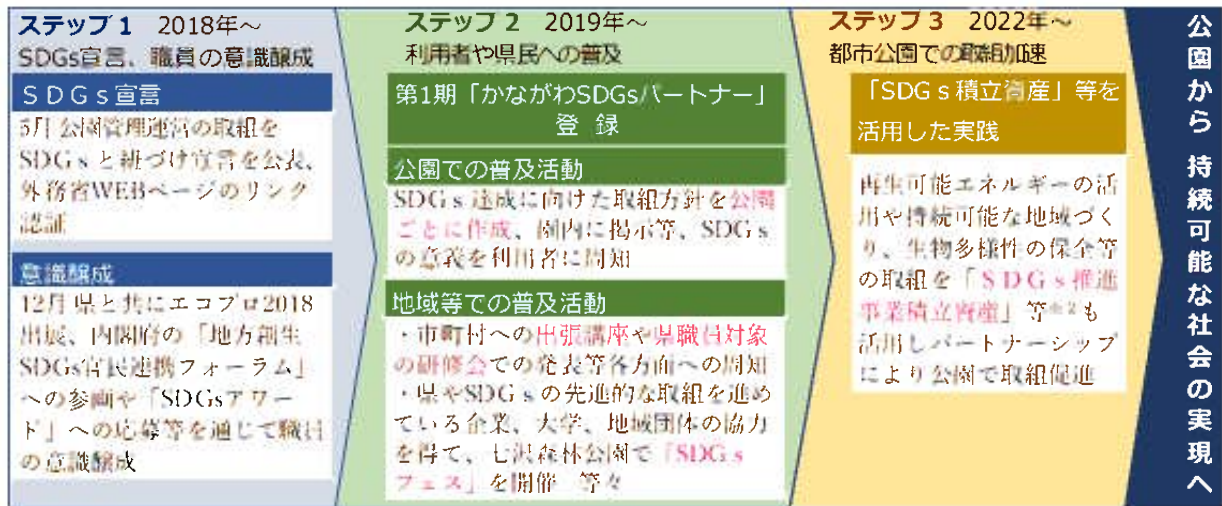 ステップ1 2018年～
SDGs宣言、職員の意識醸成
SDGs宣言
5月 公園管理運営の取組を
SDGsと紐づけ宣言を公表、
外務省WEBページのリンク
認証
意識醸成
12月 県と共にエコプロ2018
出展、内閣府の「地方創生
SDGs官民連携フォーラム」
への参画や「SDGsアワー
ド」への応募等を通じて職員
の意識醸成
ステップ2 2019年～
利用者や県民への普及
第1期「かながわSDGsパートナー」
登 録
公園での普及活動
SDGs達成に向けた取組方針を公園
ごとに作成、園内に掲示等、SDGs
の意義を利用者に周知
地域等での普及活動
・市町村への出張講座や県職員対象
の研修会での発表等各方面への周知
・県やSDGsの先進的な取組を進め
ている企業、大学、地域団体の協力
を得て、七沢森林公園で「SDGs
フェス」を開催 等々
ステップ3 2022年～
都市公園での取組加速
「SDGs積立資産」等を
活用した実践
再生可能エネルギーの活
用や持続可能な地域づく
り、生物多様性の保全等
の取組を「SDGs推進
事業積立資産」等※2も
活用しパートナーシップ
により公園で取組促進
公園から 持続可能な社会の実現へ